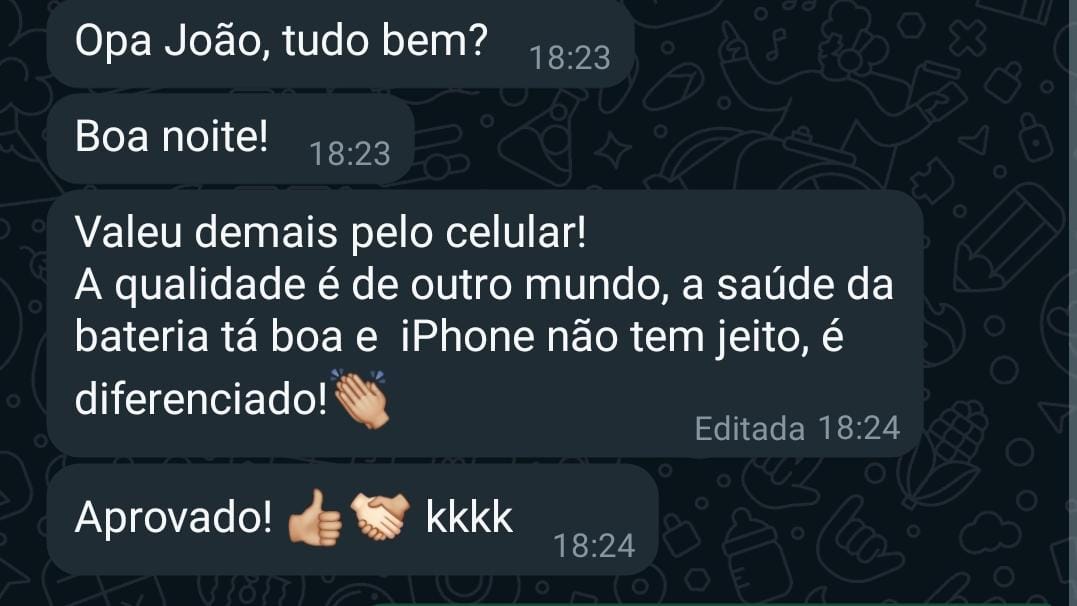 Opa João, tudo bem? 18:23
Boa noite! 18:23
Valeu demais pelo celular!
A qualidade é de outro mundo, a saúde da
bateria tá boa e  iPhone não tem jeito, é
diferenciado!👏🏼
Editada 18:24
Aprovado! 👍🏼🤝🏼 kkkk 18:24